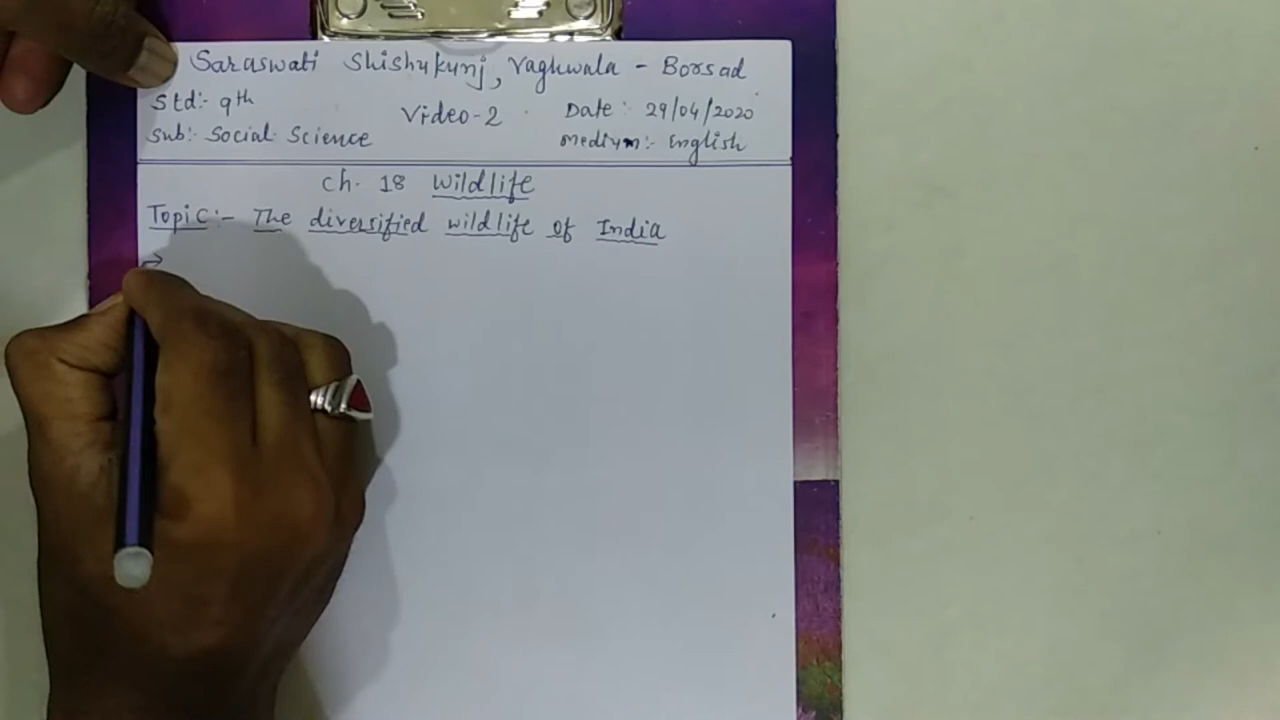 Saraswati Shishukunj, Vaghwala - Borsad
Std:- 9th Video-2 Date: 29/04/2020
Sub:- Social Science Medium:- English
Ch. 18 Wildlife
Topic:- The diversified wildlife of India
→